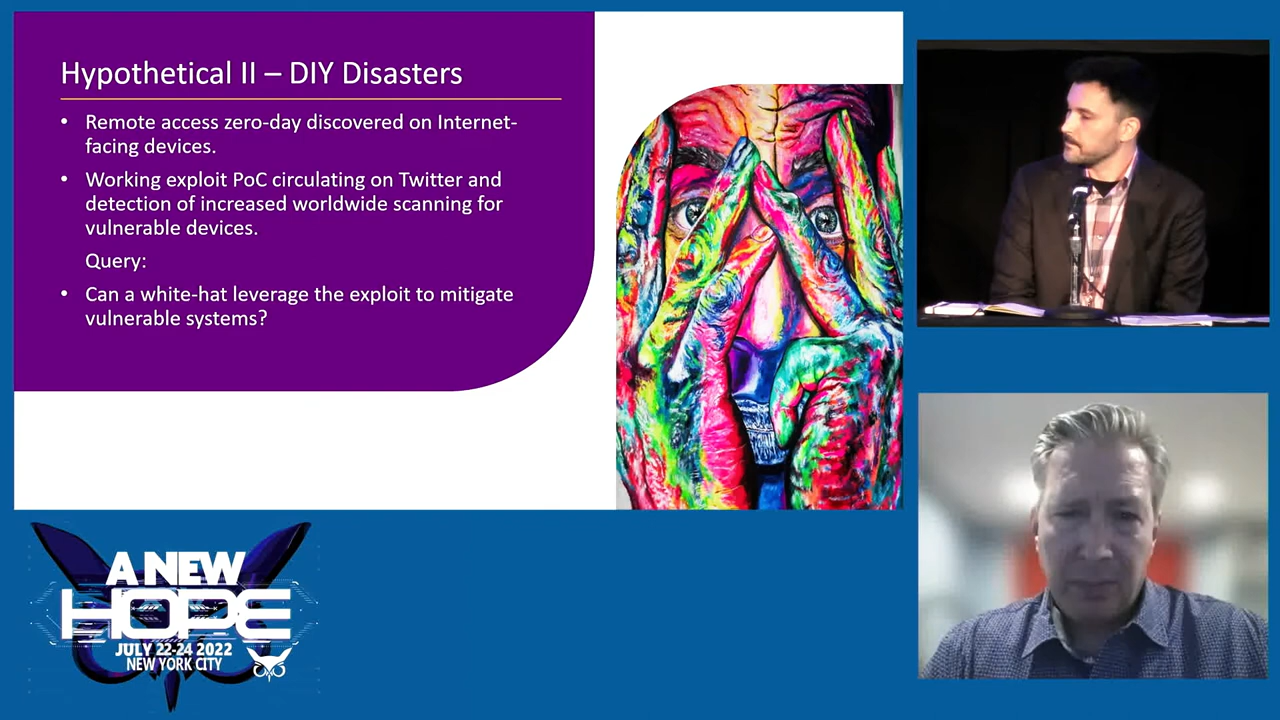 Hypothetical II – DIY Disasters
• Remote access zero-day discovered on Internet-
facing devices.
• Working exploit PoC circulating on Twitter and
detection of increased worldwide scanning for
vulnerable devices.
Query:
• Can a white-hat leverage the exploit to mitigate
vulnerable systems?
A NEW
HOPE
JULY 22-24 2022
NEW YORK CITY